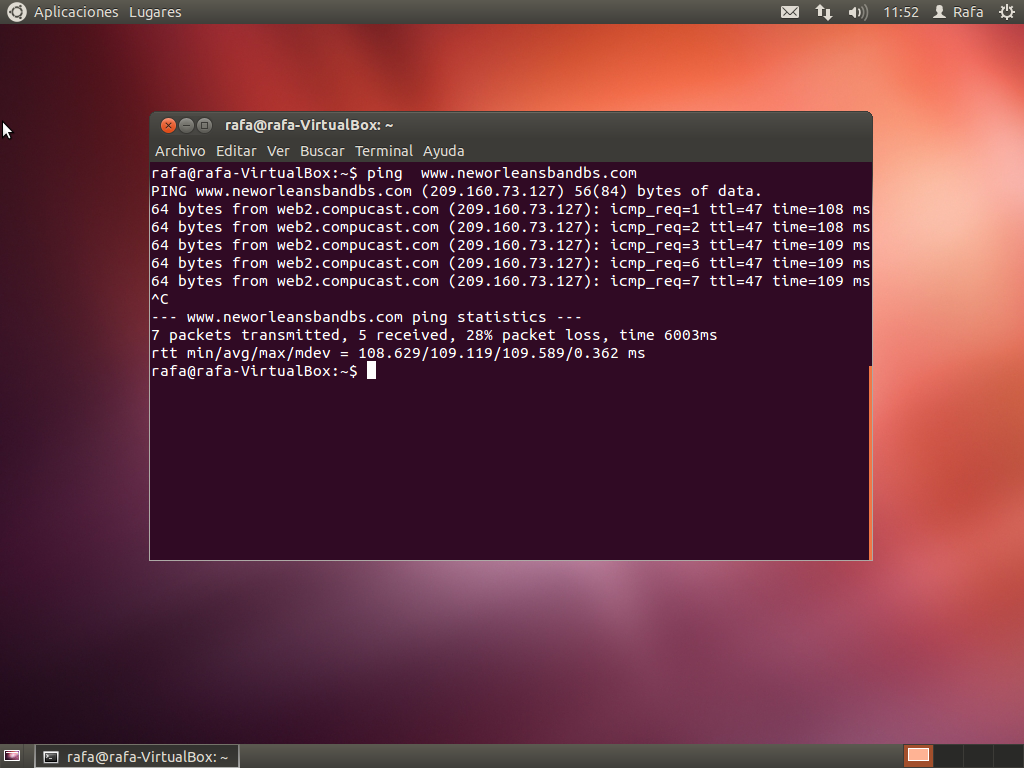 Aplicaciones Lugares 11:52 Rafa
rafa@rafa-VirtualBox: ~
Archivo Editar Ver Buscar Terminal Ayuda
rafa@rafa-VirtualBox:~$ ping  www.neworleansbandbs.com
PING www.neworleansbandbs.com (209.160.73.127) 56(84) bytes of data.
64 bytes from web2.compucast.com (209.160.73.127): icmp_req=1 ttl=47 time=108 ms
64 bytes from web2.compucast.com (209.160.73.127): icmp_req=2 ttl=47 time=108 ms
64 bytes from web2.compucast.com (209.160.73.127): icmp_req=3 ttl=47 time=109 ms
64 bytes from web2.compucast.com (209.160.73.127): icmp_req=6 ttl=47 time=109 ms
64 bytes from web2.compucast.com (209.160.73.127): icmp_req=7 ttl=47 time=109 ms
^C
--- www.neworleansbandbs.com ping statistics ---
7 packets transmitted, 5 received, 28% packet loss, time 6003ms
rtt min/avg/max/mdev = 108.629/109.119/109.589/0.362 ms
rafa@rafa-VirtualBox:~$
rafa@rafa-VirtualBox: ~